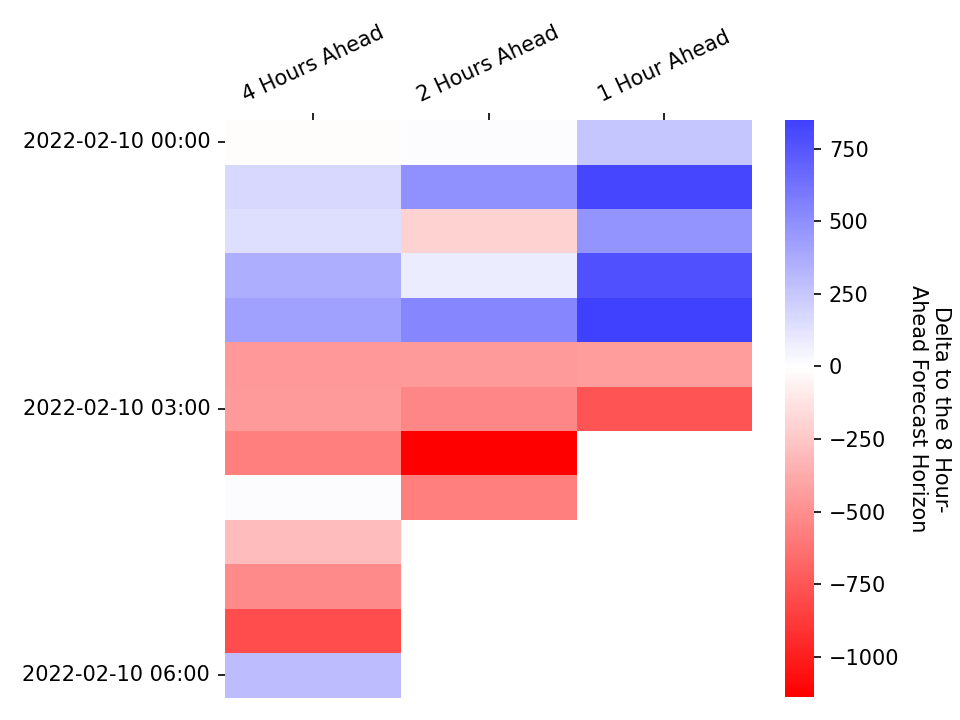 4 Hours Ahead
2 Hours Ahead
1 Hour Ahead
2022-02-10 00:00
2022-02-10 03:00
2022-02-10 06:00
750
500
250
0
−250
−500
−750
−1000
Delta to the 8 Hour-
Ahead Forecast Horizon